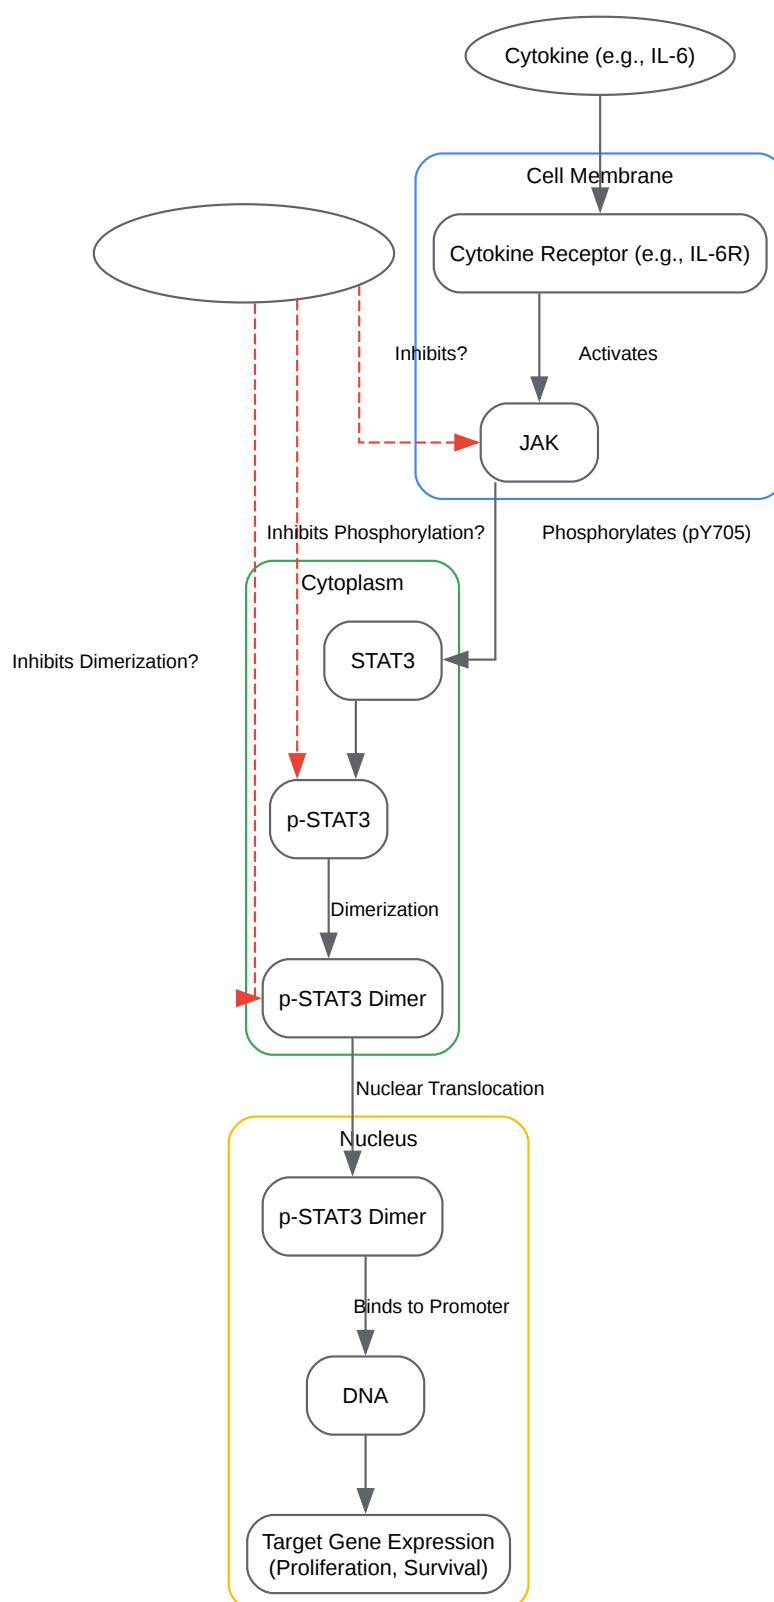 Cytokine (e.g., IL-6)
Cell Membrane
Cytokine Receptor (e.g., IL-6R)
Inhibits?
Activates
JAK
Inhibits Phosphorylation?
Phosphorylates (pY705)
Cytoplasm
STAT3
Inhibits Dimerization?
p-STAT3
Dimerization
p-STAT3 Dimer
Nuclear Translocation
Nucleus
p-STAT3 Dimer
Binds to Promoter
DNA
Target Gene Expression
(Proliferation, Survival)